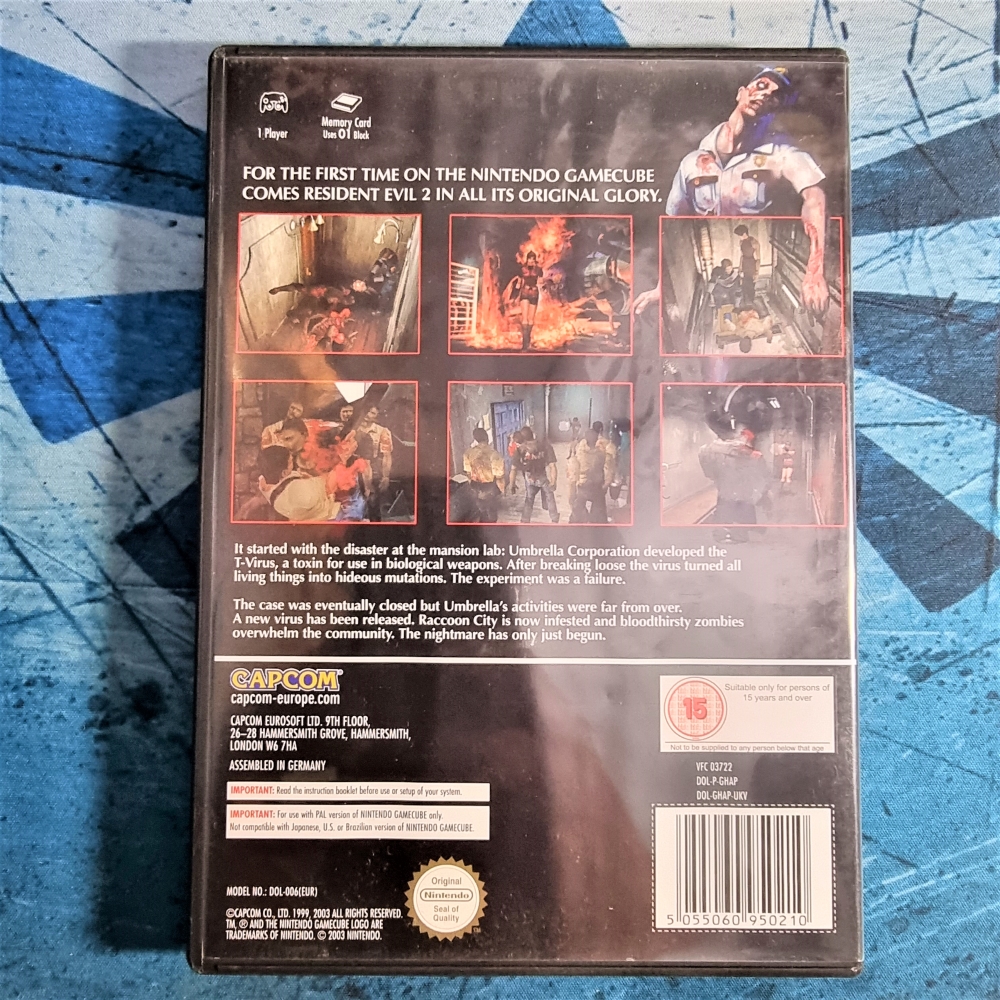 1 Player
Memory Card
Uses 01 Block
FOR THE FIRST TIME ON THE NINTENDO GAMECUBE
COMES RESIDENT EVIL 2 IN ALL ITS ORIGINAL GLORY.
It started with the disaster at the mansion lab: Umbrella Corporation developed the
T-Virus, a toxin for use in biological weapons. After breaking loose the virus turned all
living things into hideous mutations. The experiment was a failure.
The case was eventually closed but Umbrella's activities were far from over.
A new virus has been released. Raccoon City is now infested and bloodthirsty zombies
overwhelm the community. The nightmare has only just begun.
CAPCOM®
capcom-europe.com
CAPCOM EUROSOFT LTD. 9TH FLOOR,
26–28 HAMMERSMITH GROVE, HAMMERSMITH,
LONDON W6 7HA
ASSEMBLED IN GERMANY
IMPORTANT: Read the instruction booklet before use or setup of your system.
IMPORTANT: For use with PAL version of NINTENDO GAMECUBE only.
Not compatible with Japanese, U.S. or Brazilian version of NINTENDO GAMECUBE.
MODEL NO.: DOL-006(EUR)
©CAPCOM CO., LTD. 1999, 2003 ALL RIGHTS RESERVED.
TM, ® AND THE NINTENDO GAMECUBE LOGO ARE
TRADEMARKS OF NINTENDO. © 2003 NINTENDO.
Original
Nintendo
Seal of
Quality
15
Suitable only for persons of
15 years and over
Not to be supplied to any person below that age
VFC 03722
DOL-P-GHAP
DOL-GHAP-UKV
5 055060 950210